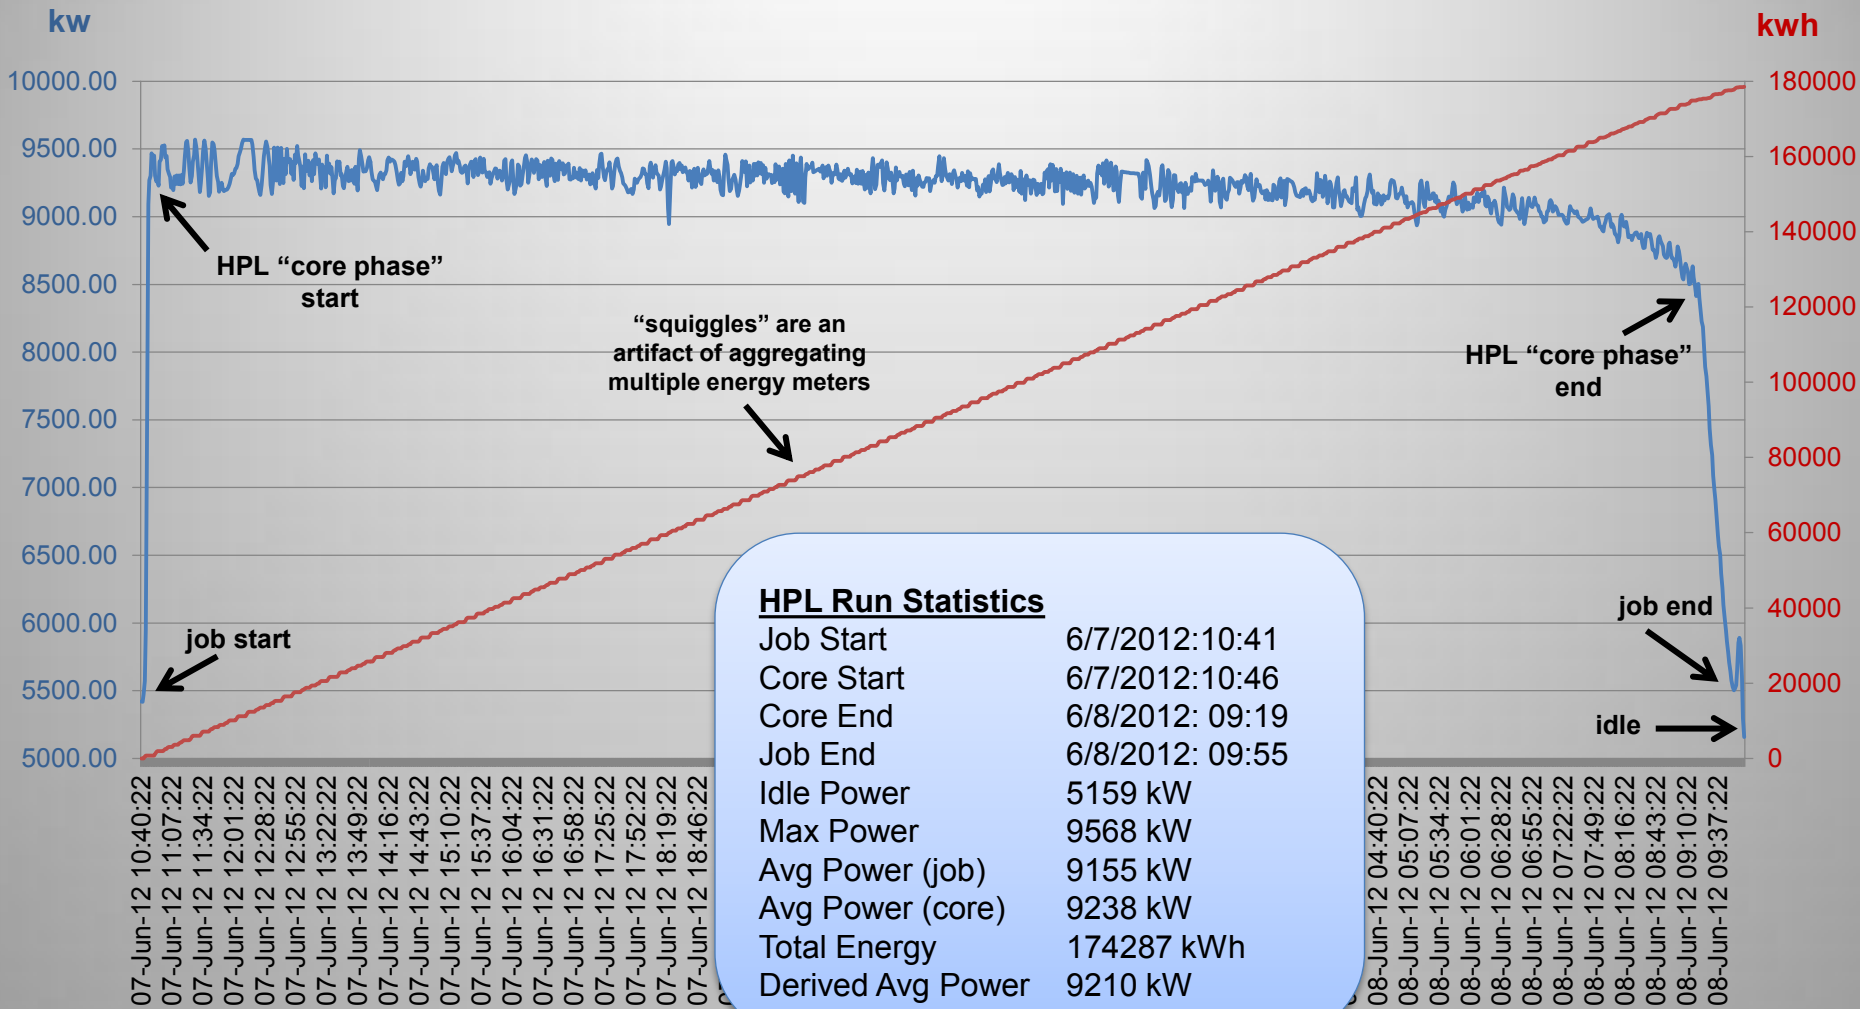 kw
kwh
10000.00
9500.00
9000.00
8500.00
8000.00
7500.00
7000.00
6500.00
6000.00
5500.00
5000.00
180000
160000
140000
120000
100000
80000
60000
40000
20000
0
HPL “core phase”
start
“squiggles” are an
artifact of aggregating
multiple energy meters
HPL “core phase”
end
job start
job end
idle
HPL Run Statistics
Job Start 6/7/2012:10:41
Core Start 6/7/2012:10:46
Core End 6/8/2012: 09:19
Job End 6/8/2012: 09:55
Idle Power 5159 kW
Max Power 9568 kW
Avg Power (job) 9155 kW
Avg Power (core) 9238 kW
Total Energy 174287 kWh
Derived Avg Power 9210 kW
07-Jun-12 10:40:22
07-Jun-12 11:07:22
07-Jun-12 11:34:22
07-Jun-12 12:01:22
07-Jun-12 12:28:22
07-Jun-12 12:55:22
07-Jun-12 13:22:22
07-Jun-12 13:49:22
07-Jun-12 14:16:22
07-Jun-12 14:43:22
07-Jun-12 15:10:22
07-Jun-12 15:37:22
07-Jun-12 16:04:22
07-Jun-12 16:31:22
07-Jun-12 16:58:22
07-Jun-12 17:25:22
07-Jun-12 17:52:22
07-Jun-12 18:19:22
07-Jun-12 18:46:22
08-Jun-12 04:40:22
08-Jun-12 05:07:22
08-Jun-12 05:34:22
08-Jun-12 06:01:22
08-Jun-12 06:28:22
08-Jun-12 06:55:22
08-Jun-12 07:22:22
08-Jun-12 07:49:22
08-Jun-12 08:16:22
08-Jun-12 08:43:22
08-Jun-12 09:10:22
08-Jun-12 09:37:22